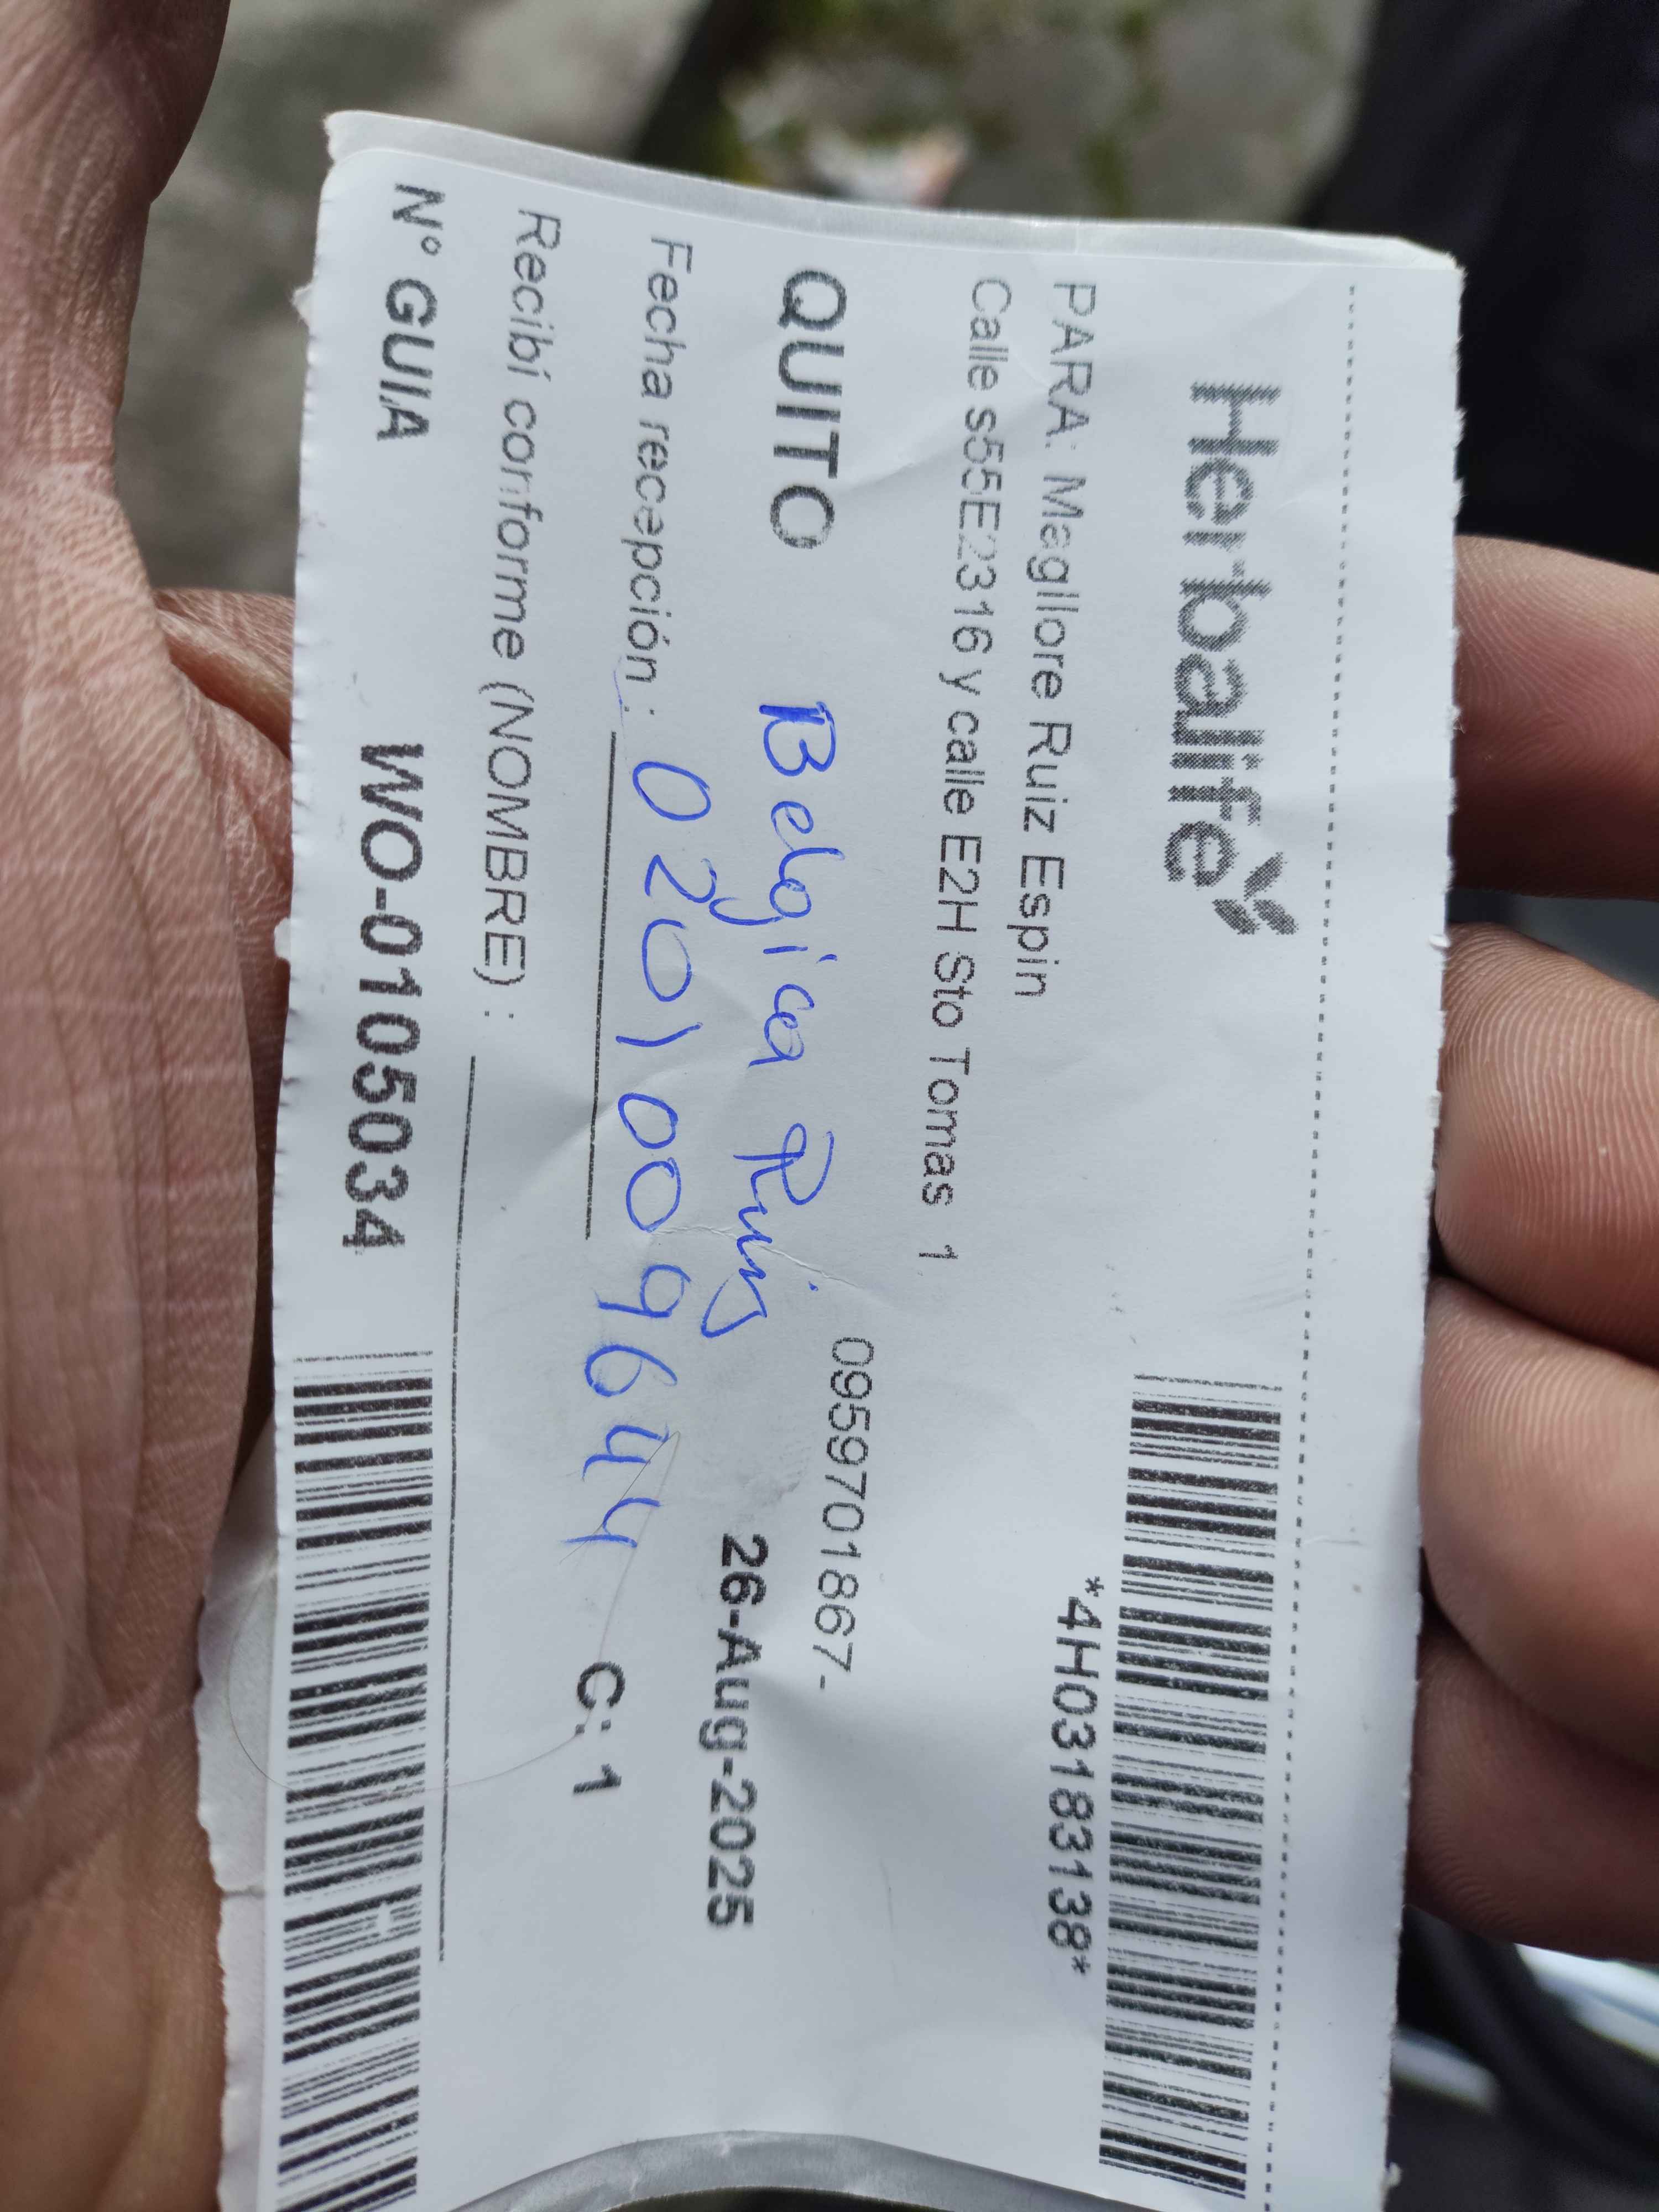 Herbalife
*4H03183138*
PARA: Magllore Ruiz Espin
Calle s55E2316 y calle E2H Sto Tomas 1
0959701867-
QUITO Belgica Ruiz
26-Aug-2025
Fecha recepción: 0201009644 C: 1
Recibí conforme (NOMBRE) :
N° GUIA WO-0105034